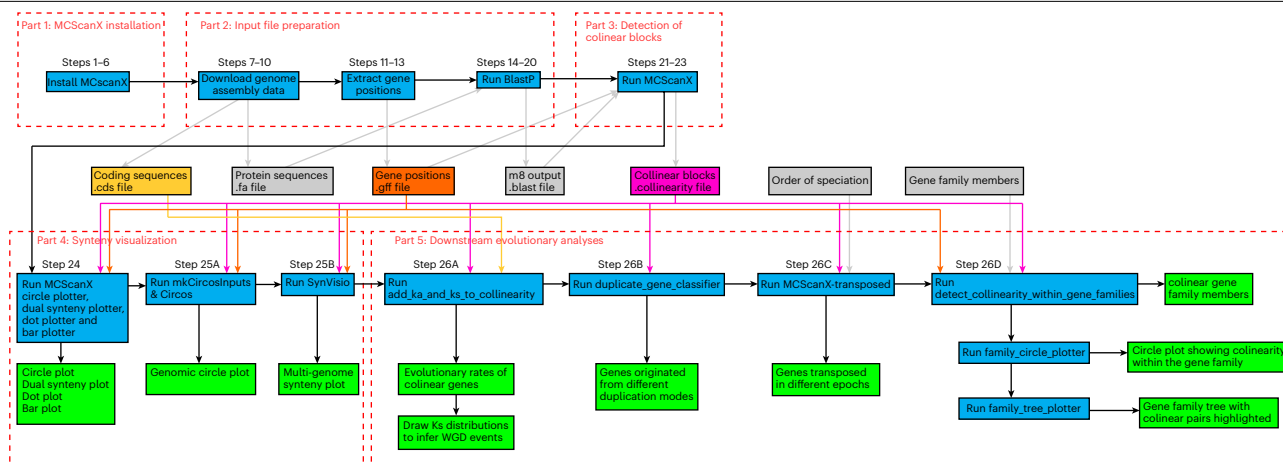 Part 1: MCScanX installation
Part 2: Input file preparation
Part 3: Detection of
colinear blocks
Steps 1–6
Install MCscanX
Steps 7–10
Download genome
assembly data
Steps 11–13
Extract gene
positions
Steps 14–20
Run BlastP
Steps 21–23
Run MCScanX
Coding sequences
.cds file
Protein sequences
.fa file
Gene positions
.gff file
m8 output
.blast file
Collinear blocks
.collinearity file
Order of speciation
Gene family members
Part 4: Synteny visualization
Part 5: Downstream evolutionary analyses
Step 24
Run MCScanX
circle plotter,
dual synteny plotter,
dot plotter and
bar plotter
Step 25A
Run mkCircosInputs
& Circos
Step 25B
Run SynVisio
Step 26A
Run
add_ka_and_ks_to_collinearity
Step 26B
Run duplicate_gene_classifier
Step 26C
Run MCScanX-transposed
Step 26D
Run
detect_collinearity_within_gene_families
colinear gene
family members
Circle plot
Dual synteny plot
Dot plot
Bar plot
Genomic circle plot
Multi-genome
synteny plot
Evolutionary rates of
colinear genes
Draw Ks distributions
to infer WGD events
Genes originated
from different
duplication modes
Genes transposed
in different epochs
Run family_circle_plotter
Circle plot showing colinearity
within the gene family
Run family_tree_plotter
Gene family tree with
colinear pairs highlighted